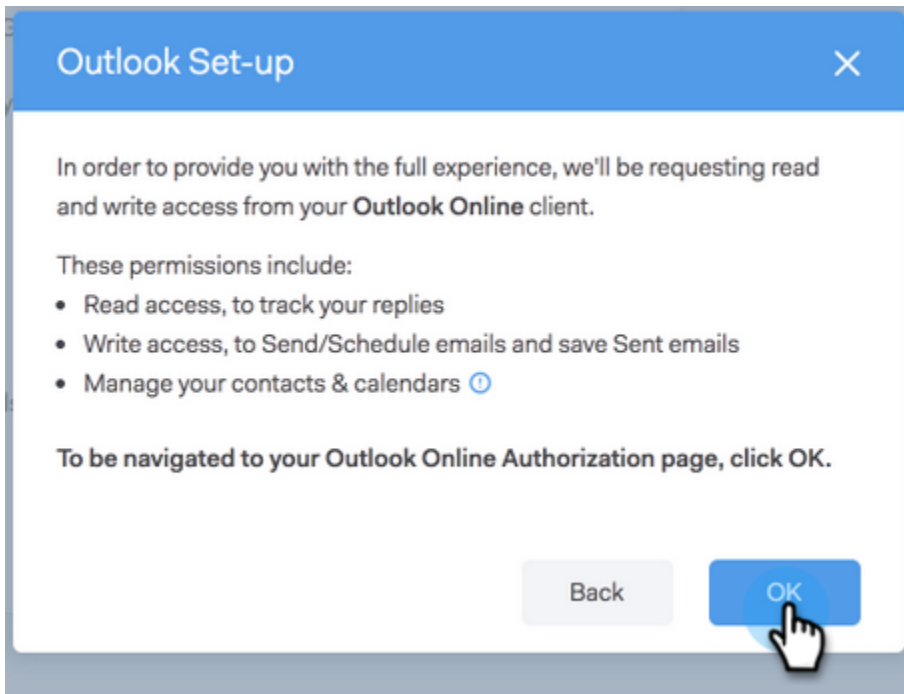 Outlook Set-up
In order to provide you with the full experience, we'll be requesting read
and write access from your Outlook Online client.
These permissions include:
• Read access, to track your replies
• Write access, to Send/Schedule emails and save Sent emails
• Manage your contacts & calendars
To be navigated to your Outlook Online Authorization page, click OK.
Back
OK